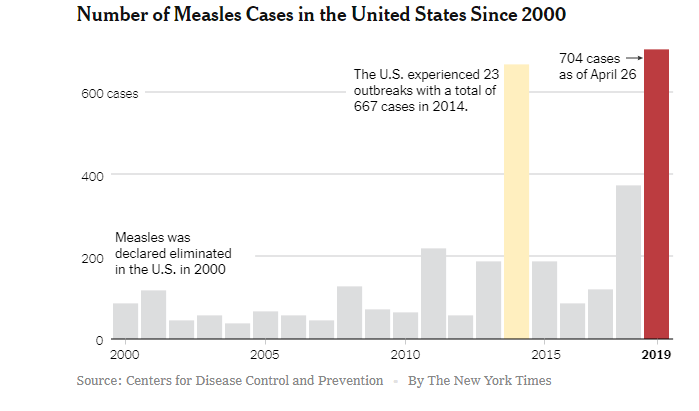 Number of Measles Cases in the United States Since 2000
704 cases
as of April 26
The U.S. experienced 23
outbreaks with a total of
667 cases in 2014.
600 cases
400
Measles was
declared eliminated
in the U.S. in 2000
200
0
2000 2005 2010 2015 2019
Source: Centers for Disease Control and Prevention - By The New York Times